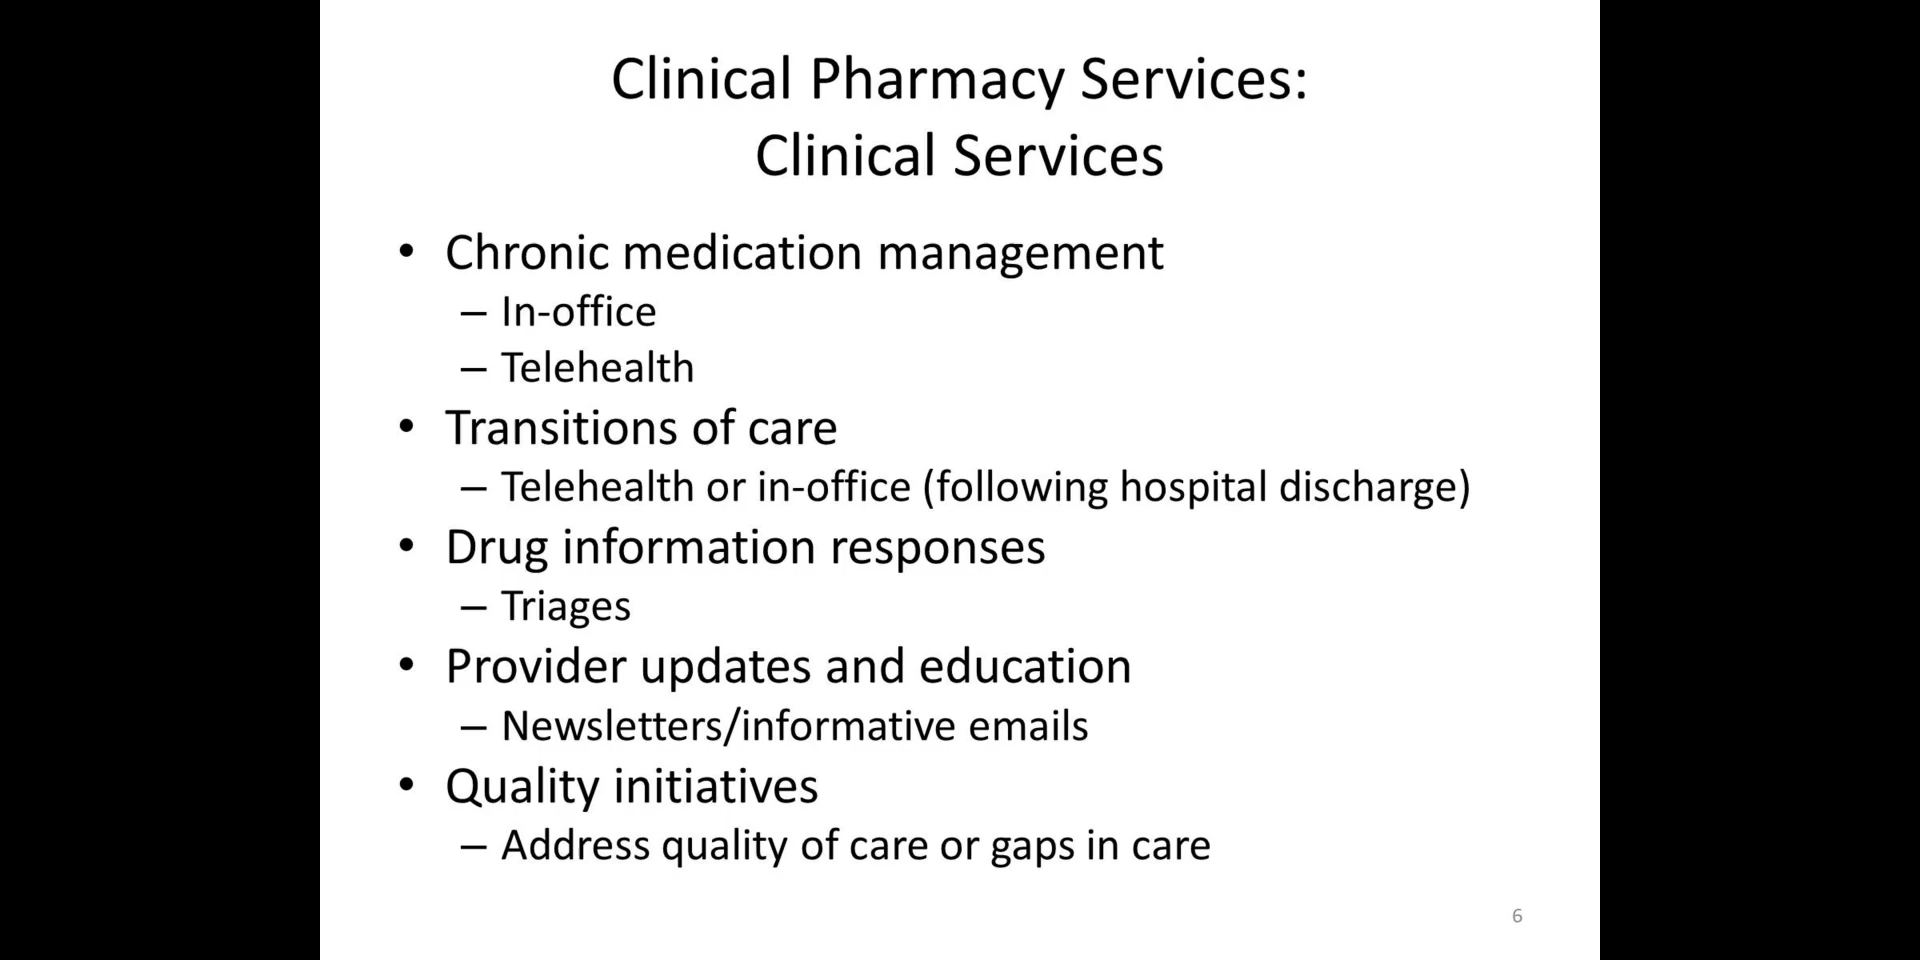 Clinical Pharmacy Services:
Clinical Services
• Chronic medication management
– In-office
– Telehealth
• Transitions of care
– Telehealth or in-office (following hospital discharge)
• Drug information responses
– Triages
• Provider updates and education
– Newsletters/informative emails
• Quality initiatives
– Address quality of care or gaps in care
6